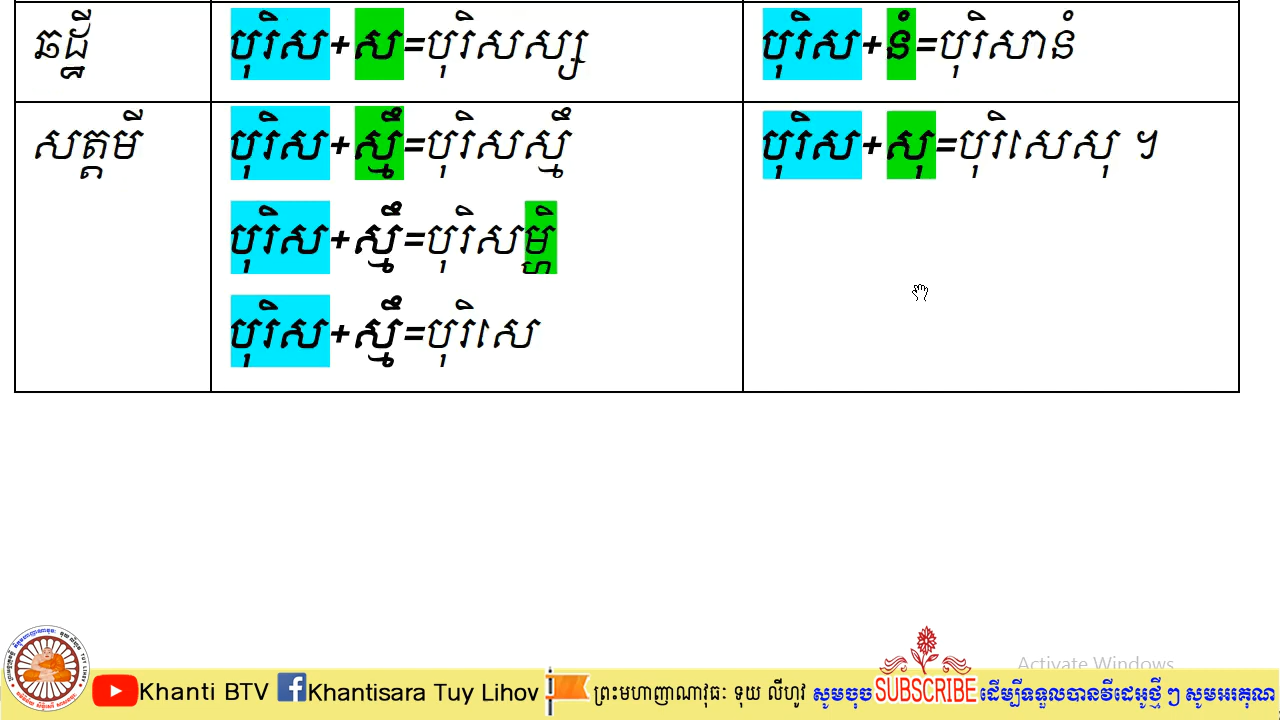 ឆដ្ឋី
បុរិស+ស=បុរិសស្ស
បុរិស+នំ=បុរិសានំ
សត្តមី
បុរិស+ស្មឹ=បុរិសស្មឹ
បុរិស+សុ=បុរិសេសុ ។
បុរិស+ស្មឹ=បុរិសម្ហិ
បុរិស+ស្មឹ=បុរិសេ
Activate Windows
Khanti BTV Khantisara Tuy Lihov ព្រះមហាញាណាវុធៈ ទុយ លីហូវ សូមចុច SUBSCRIBE ដើម្បីទទួលបានវីដេអូថ្មី ៗ សូមអរគុណ